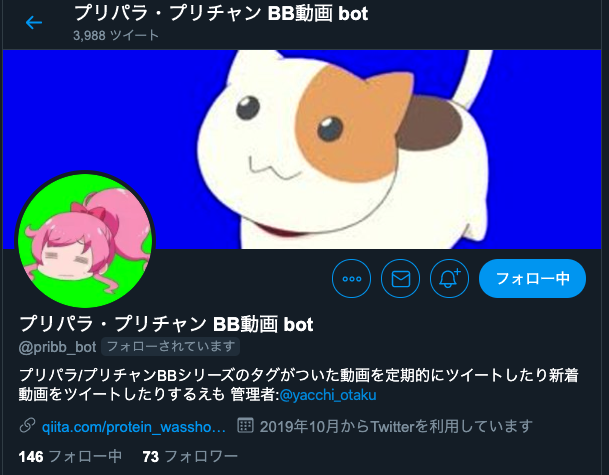 プリパラ・プリチャン BB動画 bot
3,988 ツイート
フォロー中
プリパラ・プリチャン BB動画 bot
@pribb_bot フォローされています
プリパラ/プリチャンBBシリーズのタグがついた動画を定期的にツイートしたり新着
動画をツイートしたりするえも 管理者:@yacchi_otaku
qiita.com/protein_wassho... 2019年10月からTwitterを利用しています
146 フォロー中 73 フォロワー